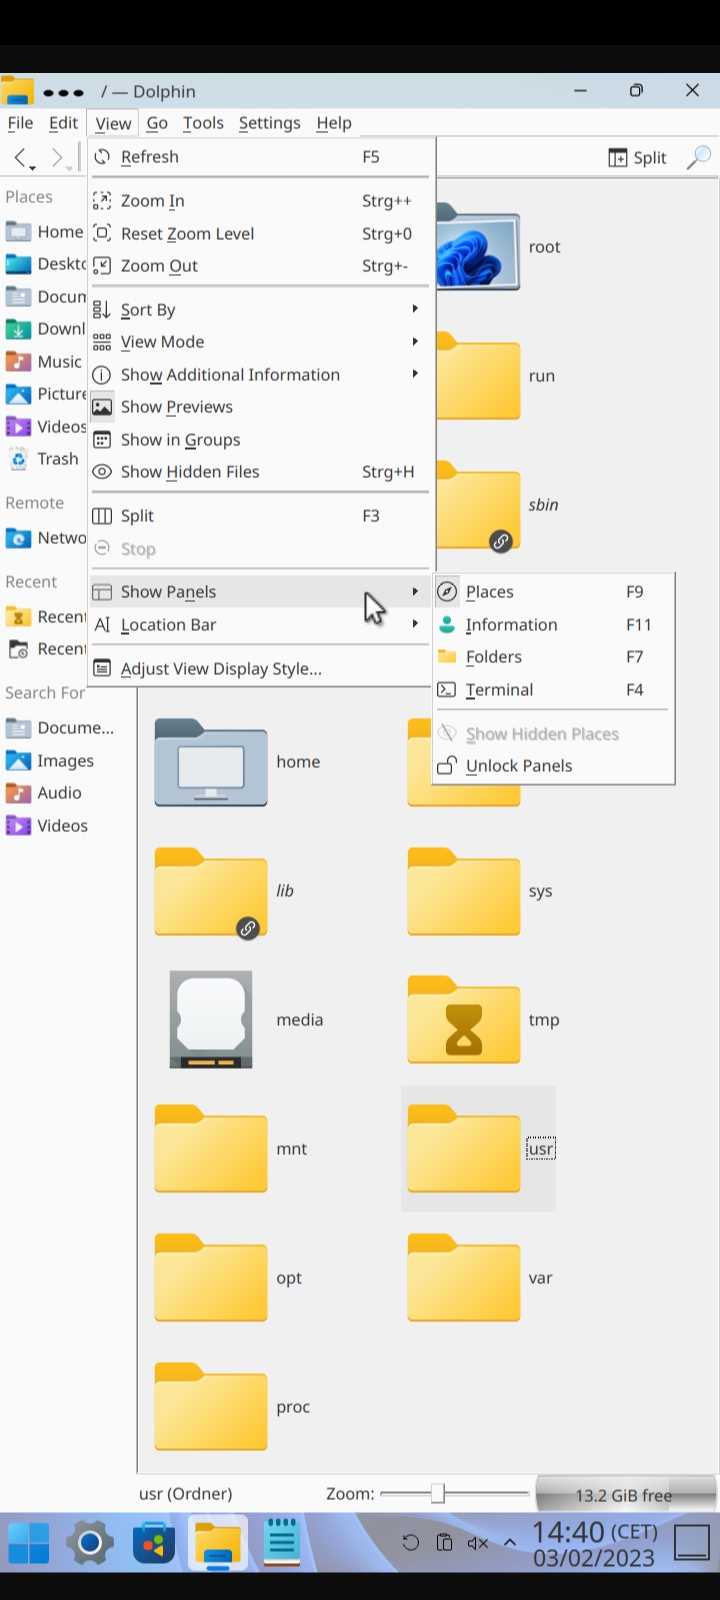 / — Dolphin
File Edit View Go Tools Settings Help
Refresh F5
Split
Places
Home
Deskto
Docum
Downl
Music
Picture
Videos
Trash
Remote
Netwo
Recent
Recent
Recent
Search For
Docume...
Images
Audio
Videos
Zoom In Strg++
Reset Zoom Level Strg+0
Zoom Out Strg+-
Sort By
View Mode
Show Additional Information
Show Previews
Show in Groups
Show Hidden Files Strg+H
Split F3
Stop
Show Panels
Location Bar
Adjust View Display Style...
Places F9
Information F11
Folders F7
Terminal F4
Show Hidden Places
Unlock Panels
root
run
sbin
home
lib
sys
media
tmp
mnt
usr
opt
var
proc
usr (Ordner) Zoom: 13.2 GiB free
14:40 (CET)
03/02/2023